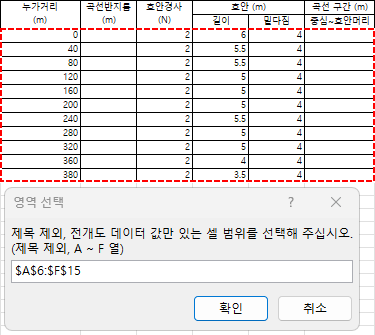 누가거리 곡선반지름 호안경사 호안 (m) 곡선 구간 (m)
(m) (m) (N) 길이 밑다짐 중심~호안머리
0 2 6 4
40 2 5.5 4
80 2 5.5 4
120 2 5 4
160 2 5 4
200 2 5 4
240 2 5.5 4
280 2 5 4
320 2 5 4
360 2 4 4
380 2 3.5 4
영역 선택
제목 제외, 전개도 데이터 값만 있는 셀 범위를 선택해 주십시오.
(제목 제외, A ~ F 열)
$A$6:$F$15
확인 취소